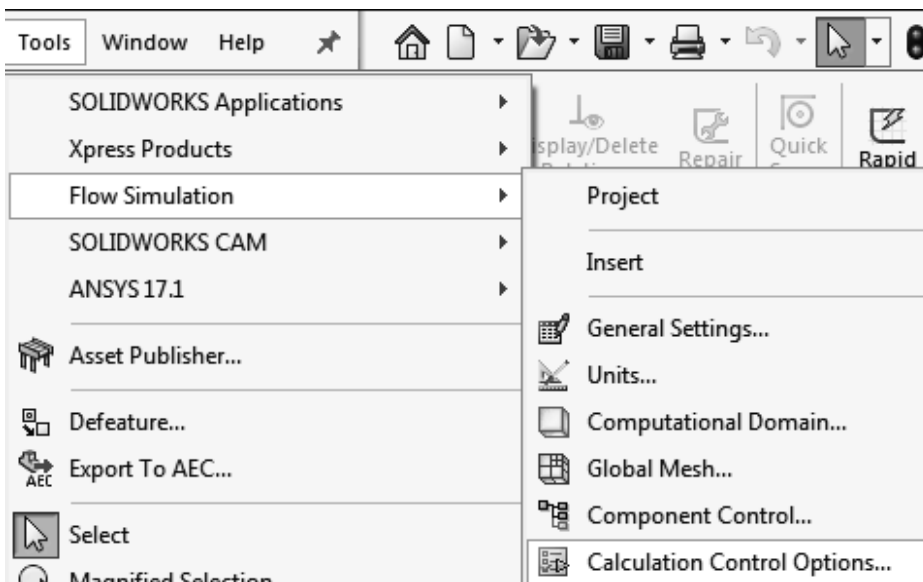 Tools Window Help
SOLIDWORKS Applications
Xpress Products
Flow Simulation
SOLIDWORKS CAM
ANSYS 17.1
Asset Publisher...
Defeature...
Export To AEC...
AEC
Select
Magnified Selection
isplay/Delete
Repair
Quick
Rapid
Project
Insert
General Settings...
Units...
Computational Domain...
Global Mesh...
Component Control...
Calculation Control Options...